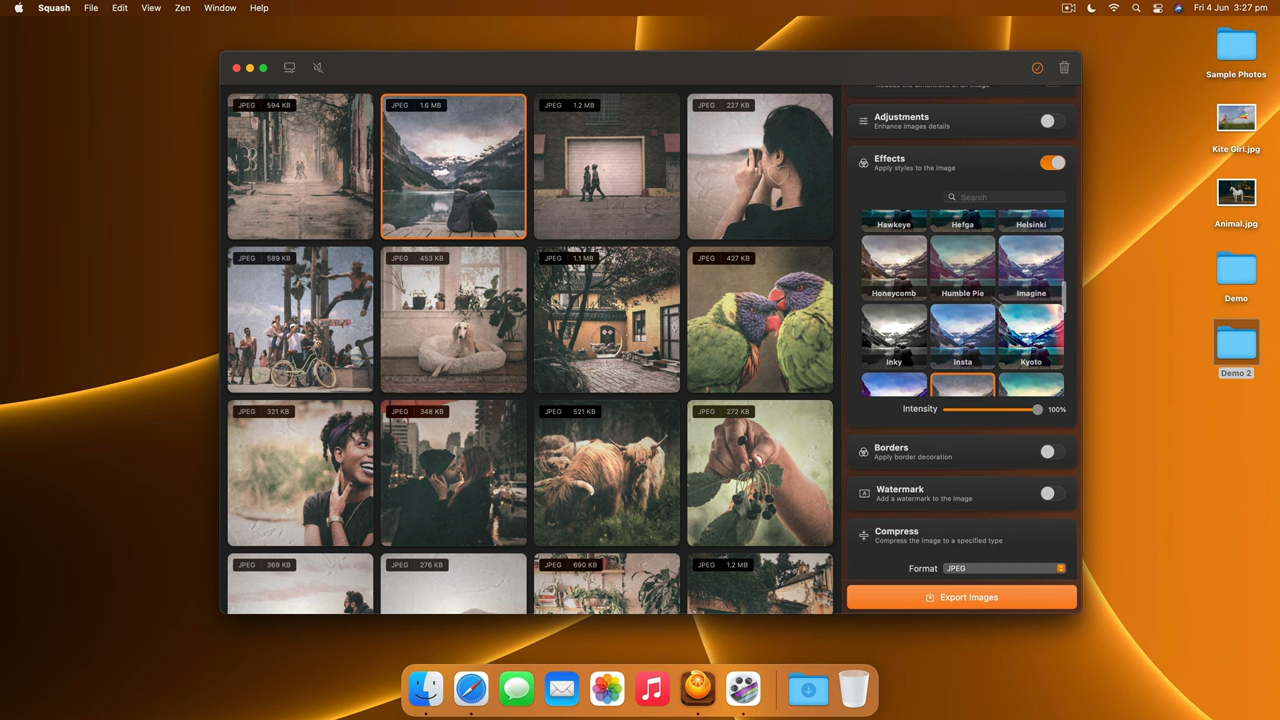 Squash File Edit View Zen Window Help
Fri 4 Jun 3:27 pm
JPEG 594 KB
JPEG 1.6 MB
JPEG 1.2 MB
JPEG 227 KB
JPEG 589 KB
JPEG 453 KB
JPEG 1.1 MB
JPEG 427 KB
JPEG 321 KB
JPEG 348 KB
JPEG 521 KB
JPEG 272 KB
JPEG 369 KB
JPEG 276 KB
JPEG 690 KB
JPEG 1.2 MB
Adjustments
Enhance images details
Effects
Apply styles to the image
Search
Hawkeye Hefga Helsinki
Honeycomb Humble Pie Imagine
Inky Insta Kyoto
Intensity 100%
Borders
Apply border decoration
Watermark
Add a watermark to the image
Compress
Compress the image to a specified type
Format JPEG
Export Images
Sample Photos
Kite Girl.jpg
Animal.jpg
Demo
Demo 2